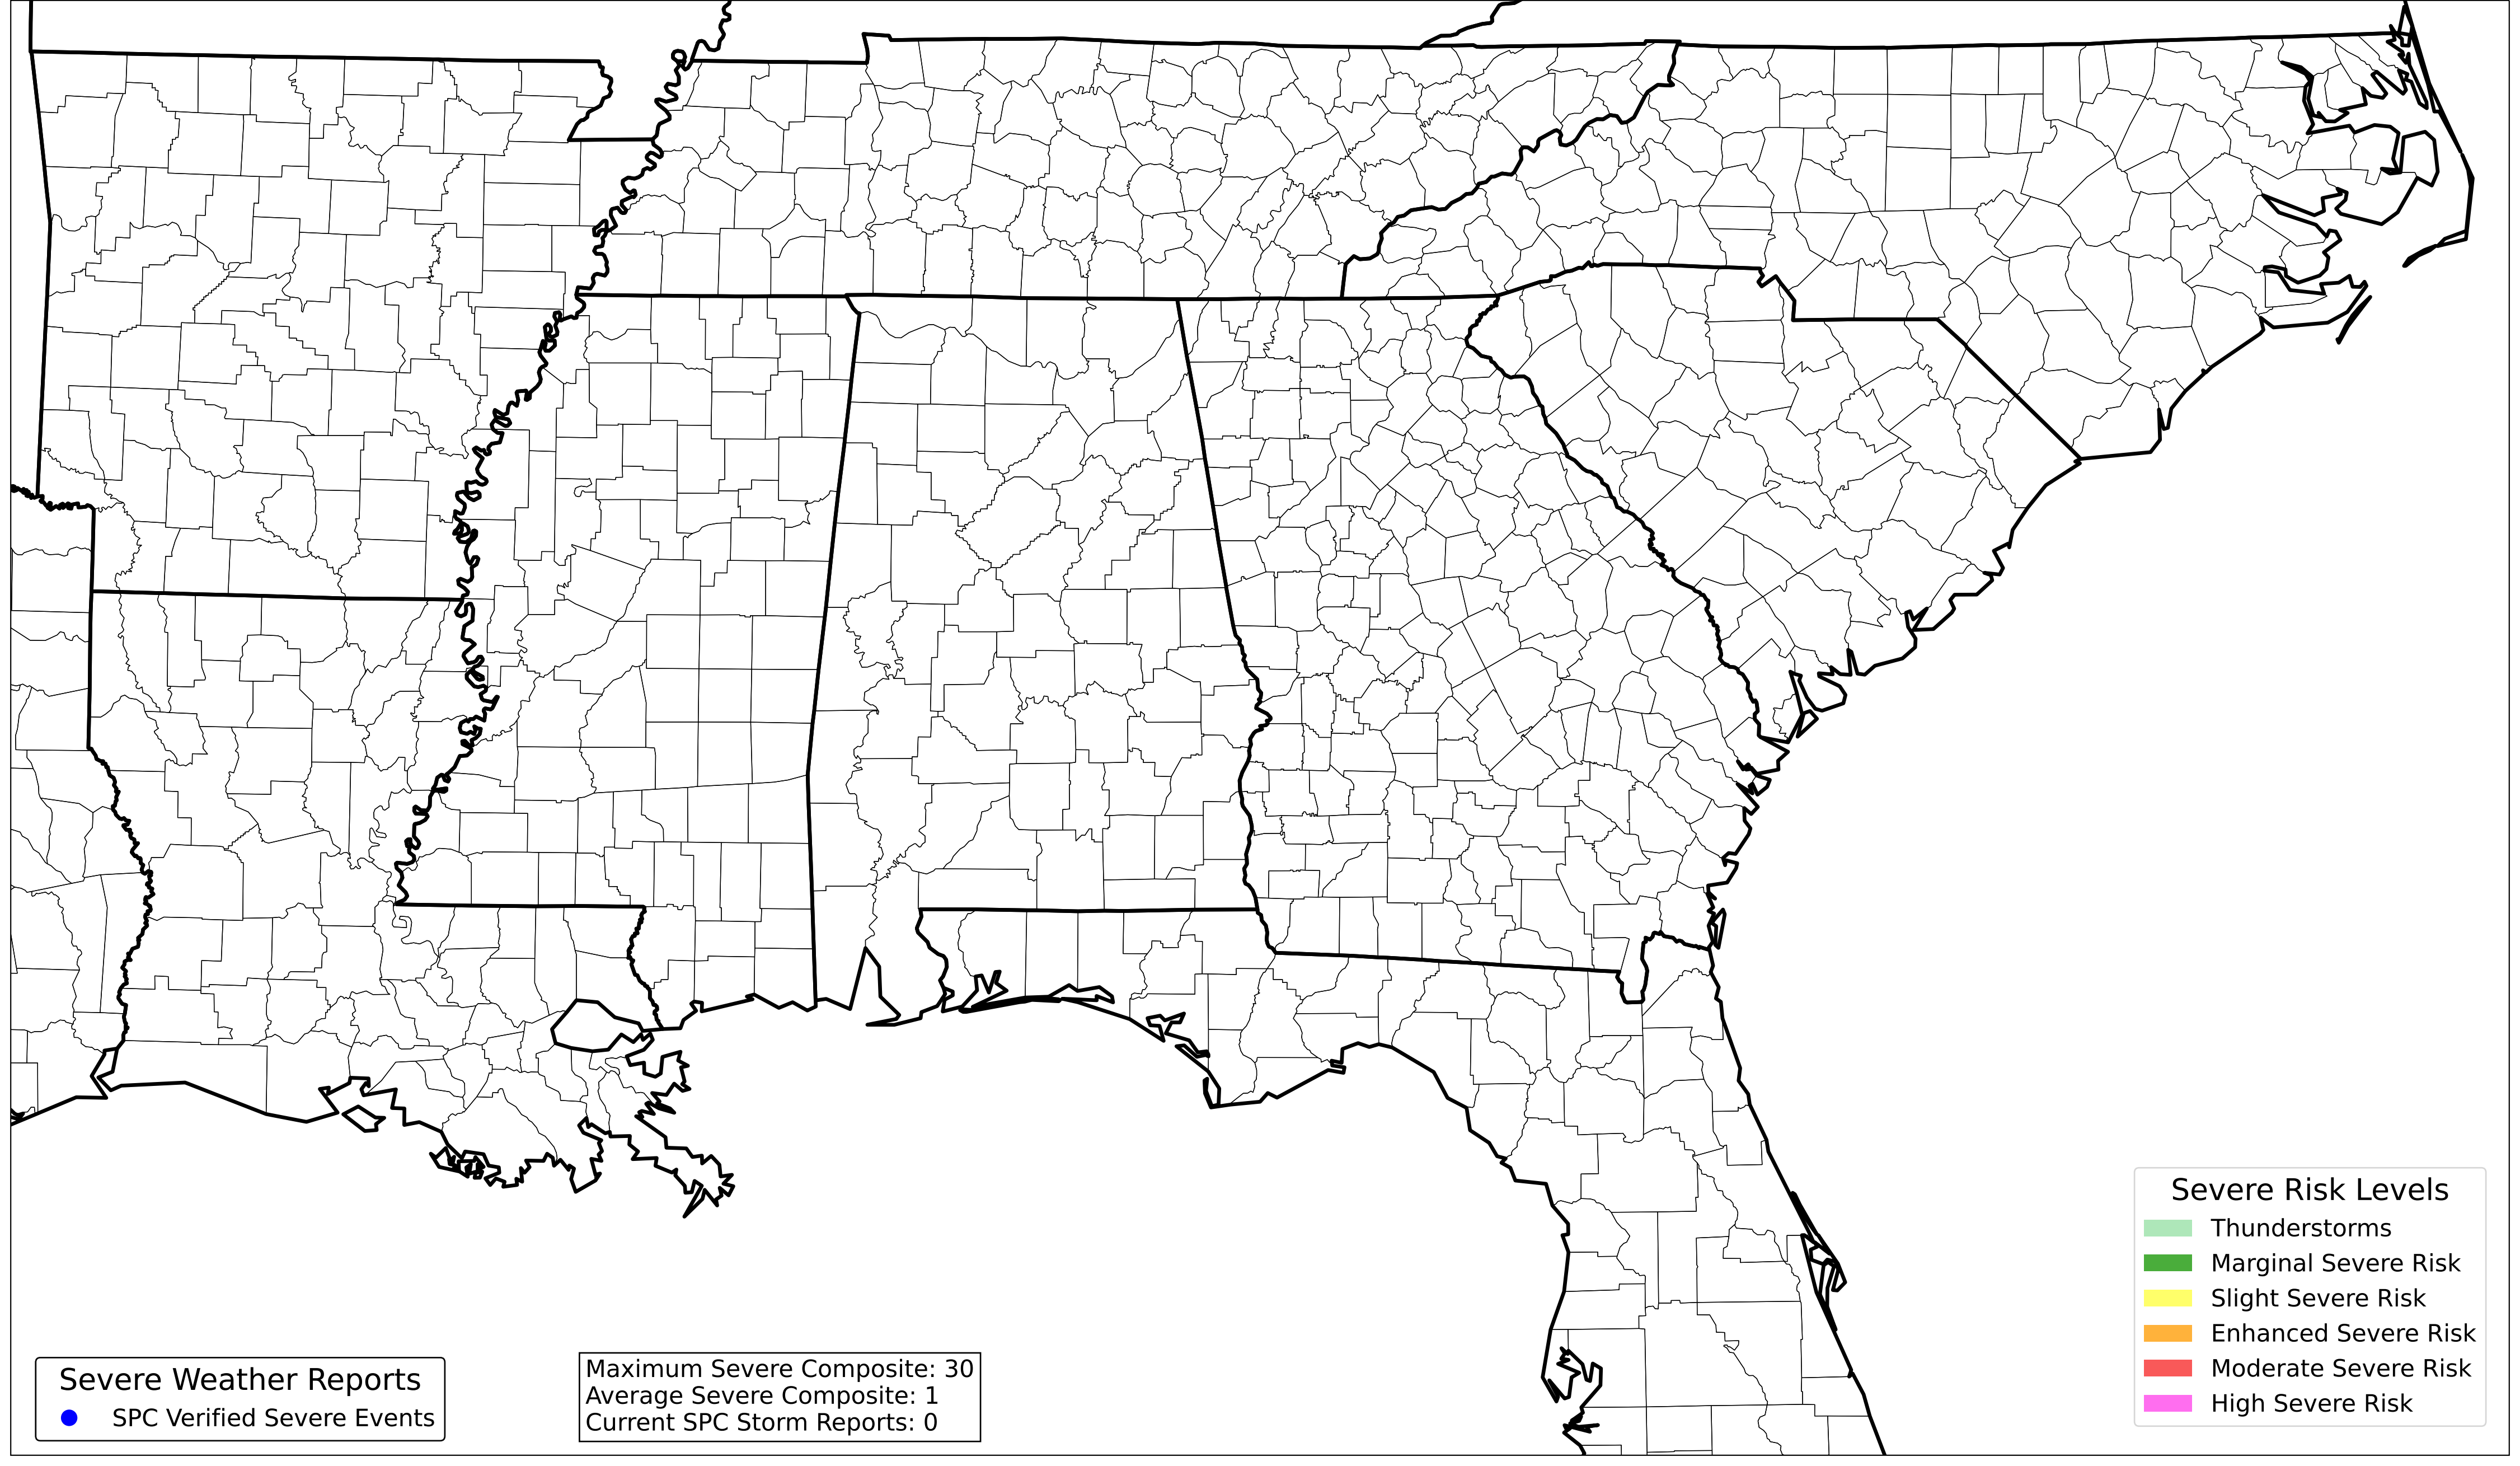 Severe Risk Levels
Thunderstorms
Marginal Severe Risk
Slight Severe Risk
Enhanced Severe Risk
Moderate Severe Risk
High Severe Risk
Severe Weather Reports
SPC Verified Severe Events
Maximum Severe Composite: 30
Average Severe Composite: 1
Current SPC Storm Reports: 0